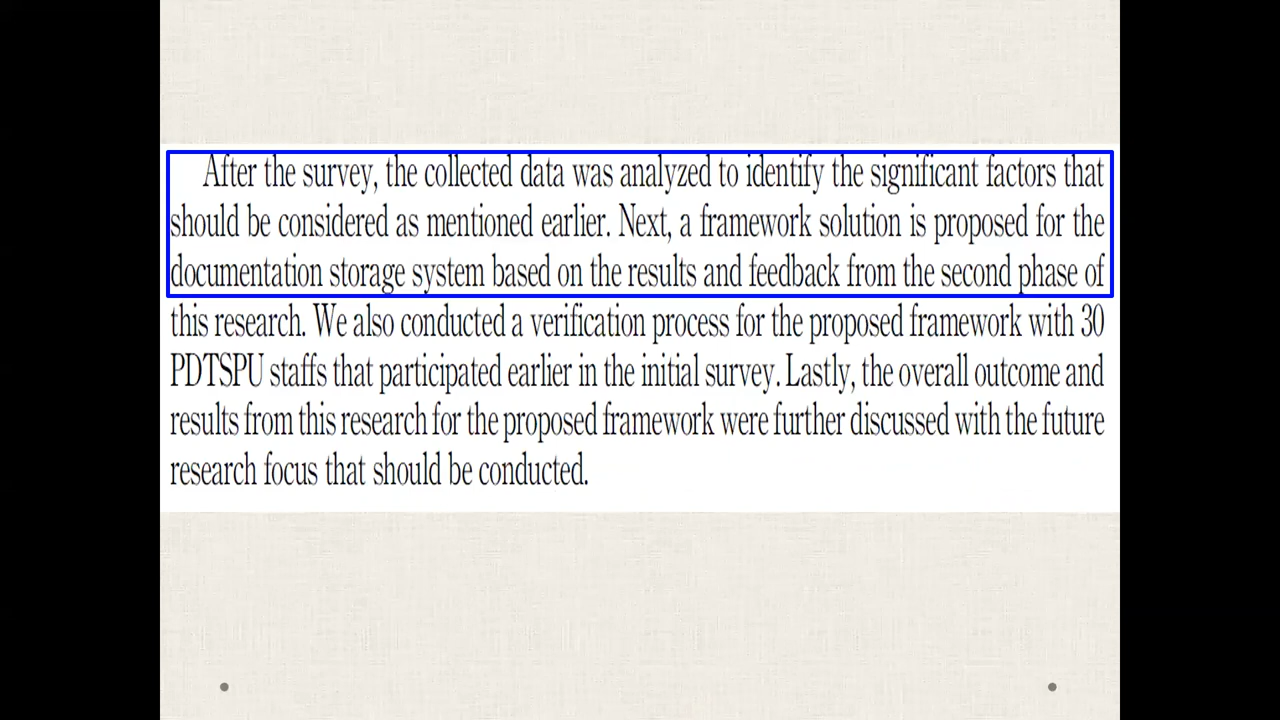 After the survey, the collected data was analyzed to identify the significant factors that
should be considered as mentioned earlier. Next, a framework solution is proposed for the
documentation storage system based on the results and feedback from the second phase of
this research. We also conducted a verification process for the proposed framework with 30
PDTSPU staffs that participated earlier in the initial survey. Lastly, the overall outcome and
results from this research for the proposed framework were further discussed with the future
research focus that should be conducted.